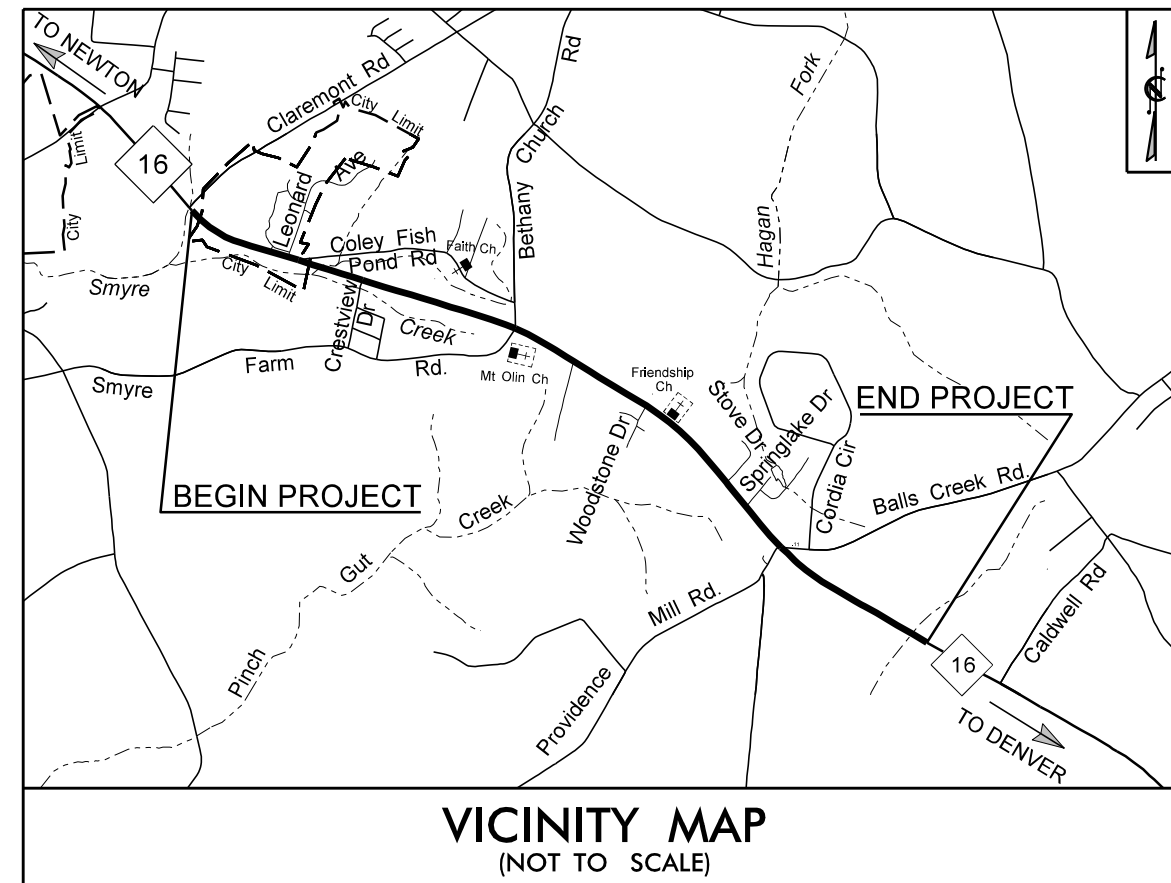 TO NEWTON
16
City
Limit
Claremont Rd
City
Limit
Leonard
Ave
Coley Fish
Pond Rd
Faith Ch.
Bethany Church Rd
Hagan Fork
Smyre
City
Limit
Crestview
Dr
Creek
Smyre Farm Rd.
Mt Olin Ch
Friendship
Ch
Stove Dr
Springlake Dr
END PROJECT
Cordia Cir
Balls Creek Rd.
BEGIN PROJECT
Woodstone Dr
Pinch Gut Creek
Providence Mill Rd.
Caldwell Rd
16
TO DENVER
VICINITY MAP
(NOT TO SCALE)